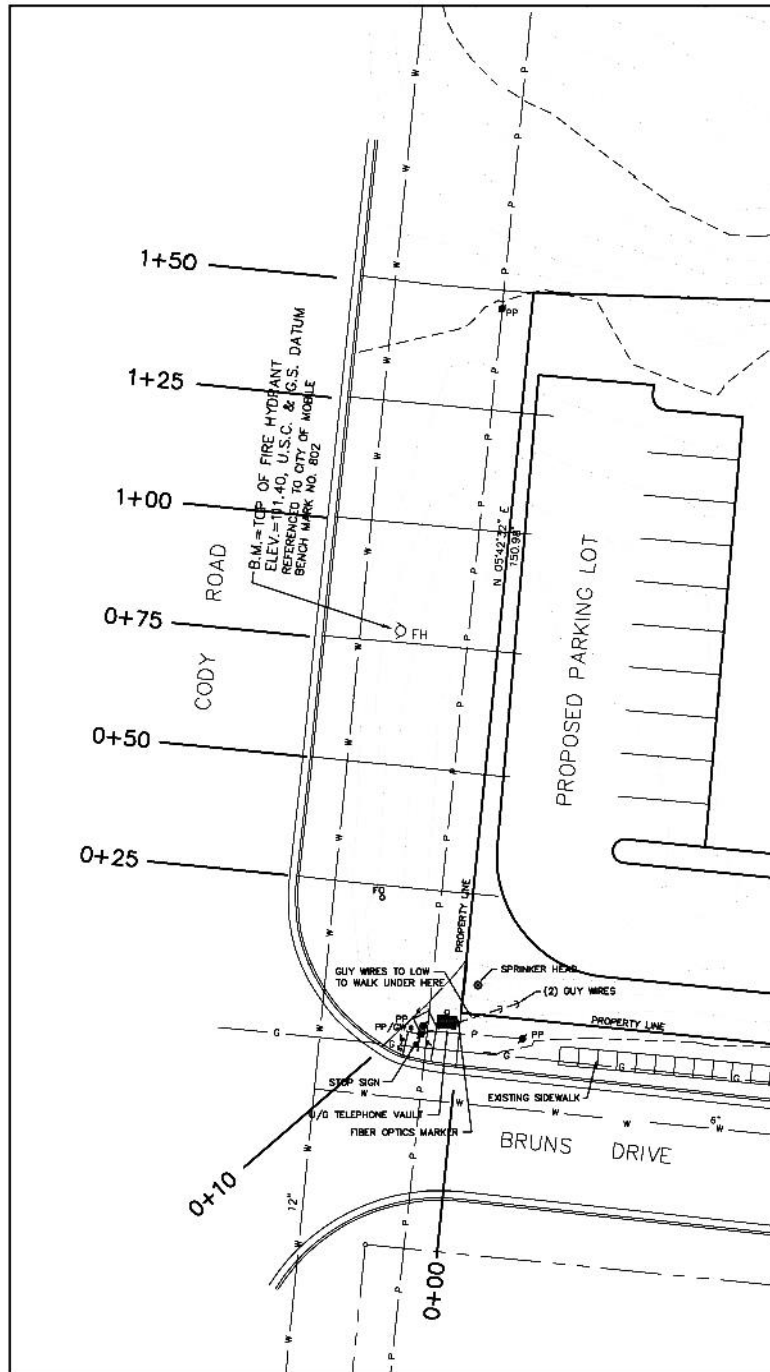 1+50
PP
1+25
B.M.=TOP OF FIRE HYDRANT
ELEV.=101.40, U.S.C. & G.S. DATUM
REFERENCED TO CITY OF MOBILE
BENCH MARK NO. 802
1+00
N 05°42'32" E
150.98'
PROPOSED PARKING LOT
CODY ROAD
0+75
FH
0+50
0+25
FO
PROPERTY LINE
GUY WIRES TO LOW
TO WALK UNDER HERE
SPRINKER HEAD
(2) GUY WIRES
PP
PP/GW
PP
PROPERTY LINE
STOP SIGN
EXISTING SIDEWALK
U/G TELEPHONE VAULT
FIBER OPTICS MARKER
6"
BRUNS DRIVE
0+10
12"
0+00
W
P
G